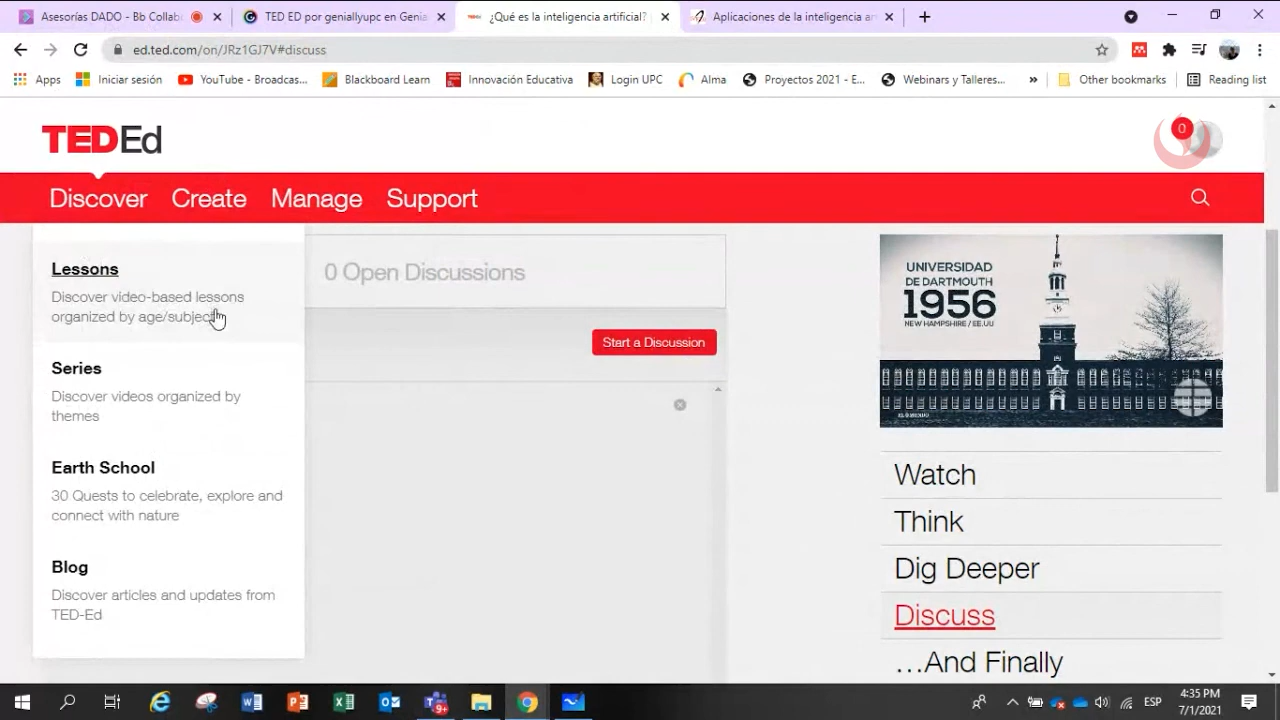 Asesorías DADO - Bb Collab
TED ED por geniallyupc en Genia
¿Qué es la inteligencia artificial?
Aplicaciones de la inteligencia ar
ed.ted.com/on/JRz1GJ7V#discuss
Apps
Iniciar sesión
YouTube - Broadcas...
Blackboard Learn
Innovación Educativa
Login UPC
Alma
Proyectos 2021 - E...
Webinars y Talleres...
»
Other bookmarks
Reading list
TEDEd
0
Discover
Create
Manage
Support
Lessons
Discover video-based lessons
organized by age/subject
Series
Discover videos organized by
themes
Earth School
30 Quests to celebrate, explore and
connect with nature
Blog
Discover articles and updates from
TED-Ed
0 Open Discussions
Start a Discussion
UNIVERSIDAD
DE DARTMOUTH
1956
NEW HAMPSHIRE / EE.UU
Watch
Think
Dig Deeper
Discuss
…And Finally
9+
ESP
4:35 PM
7/1/2021